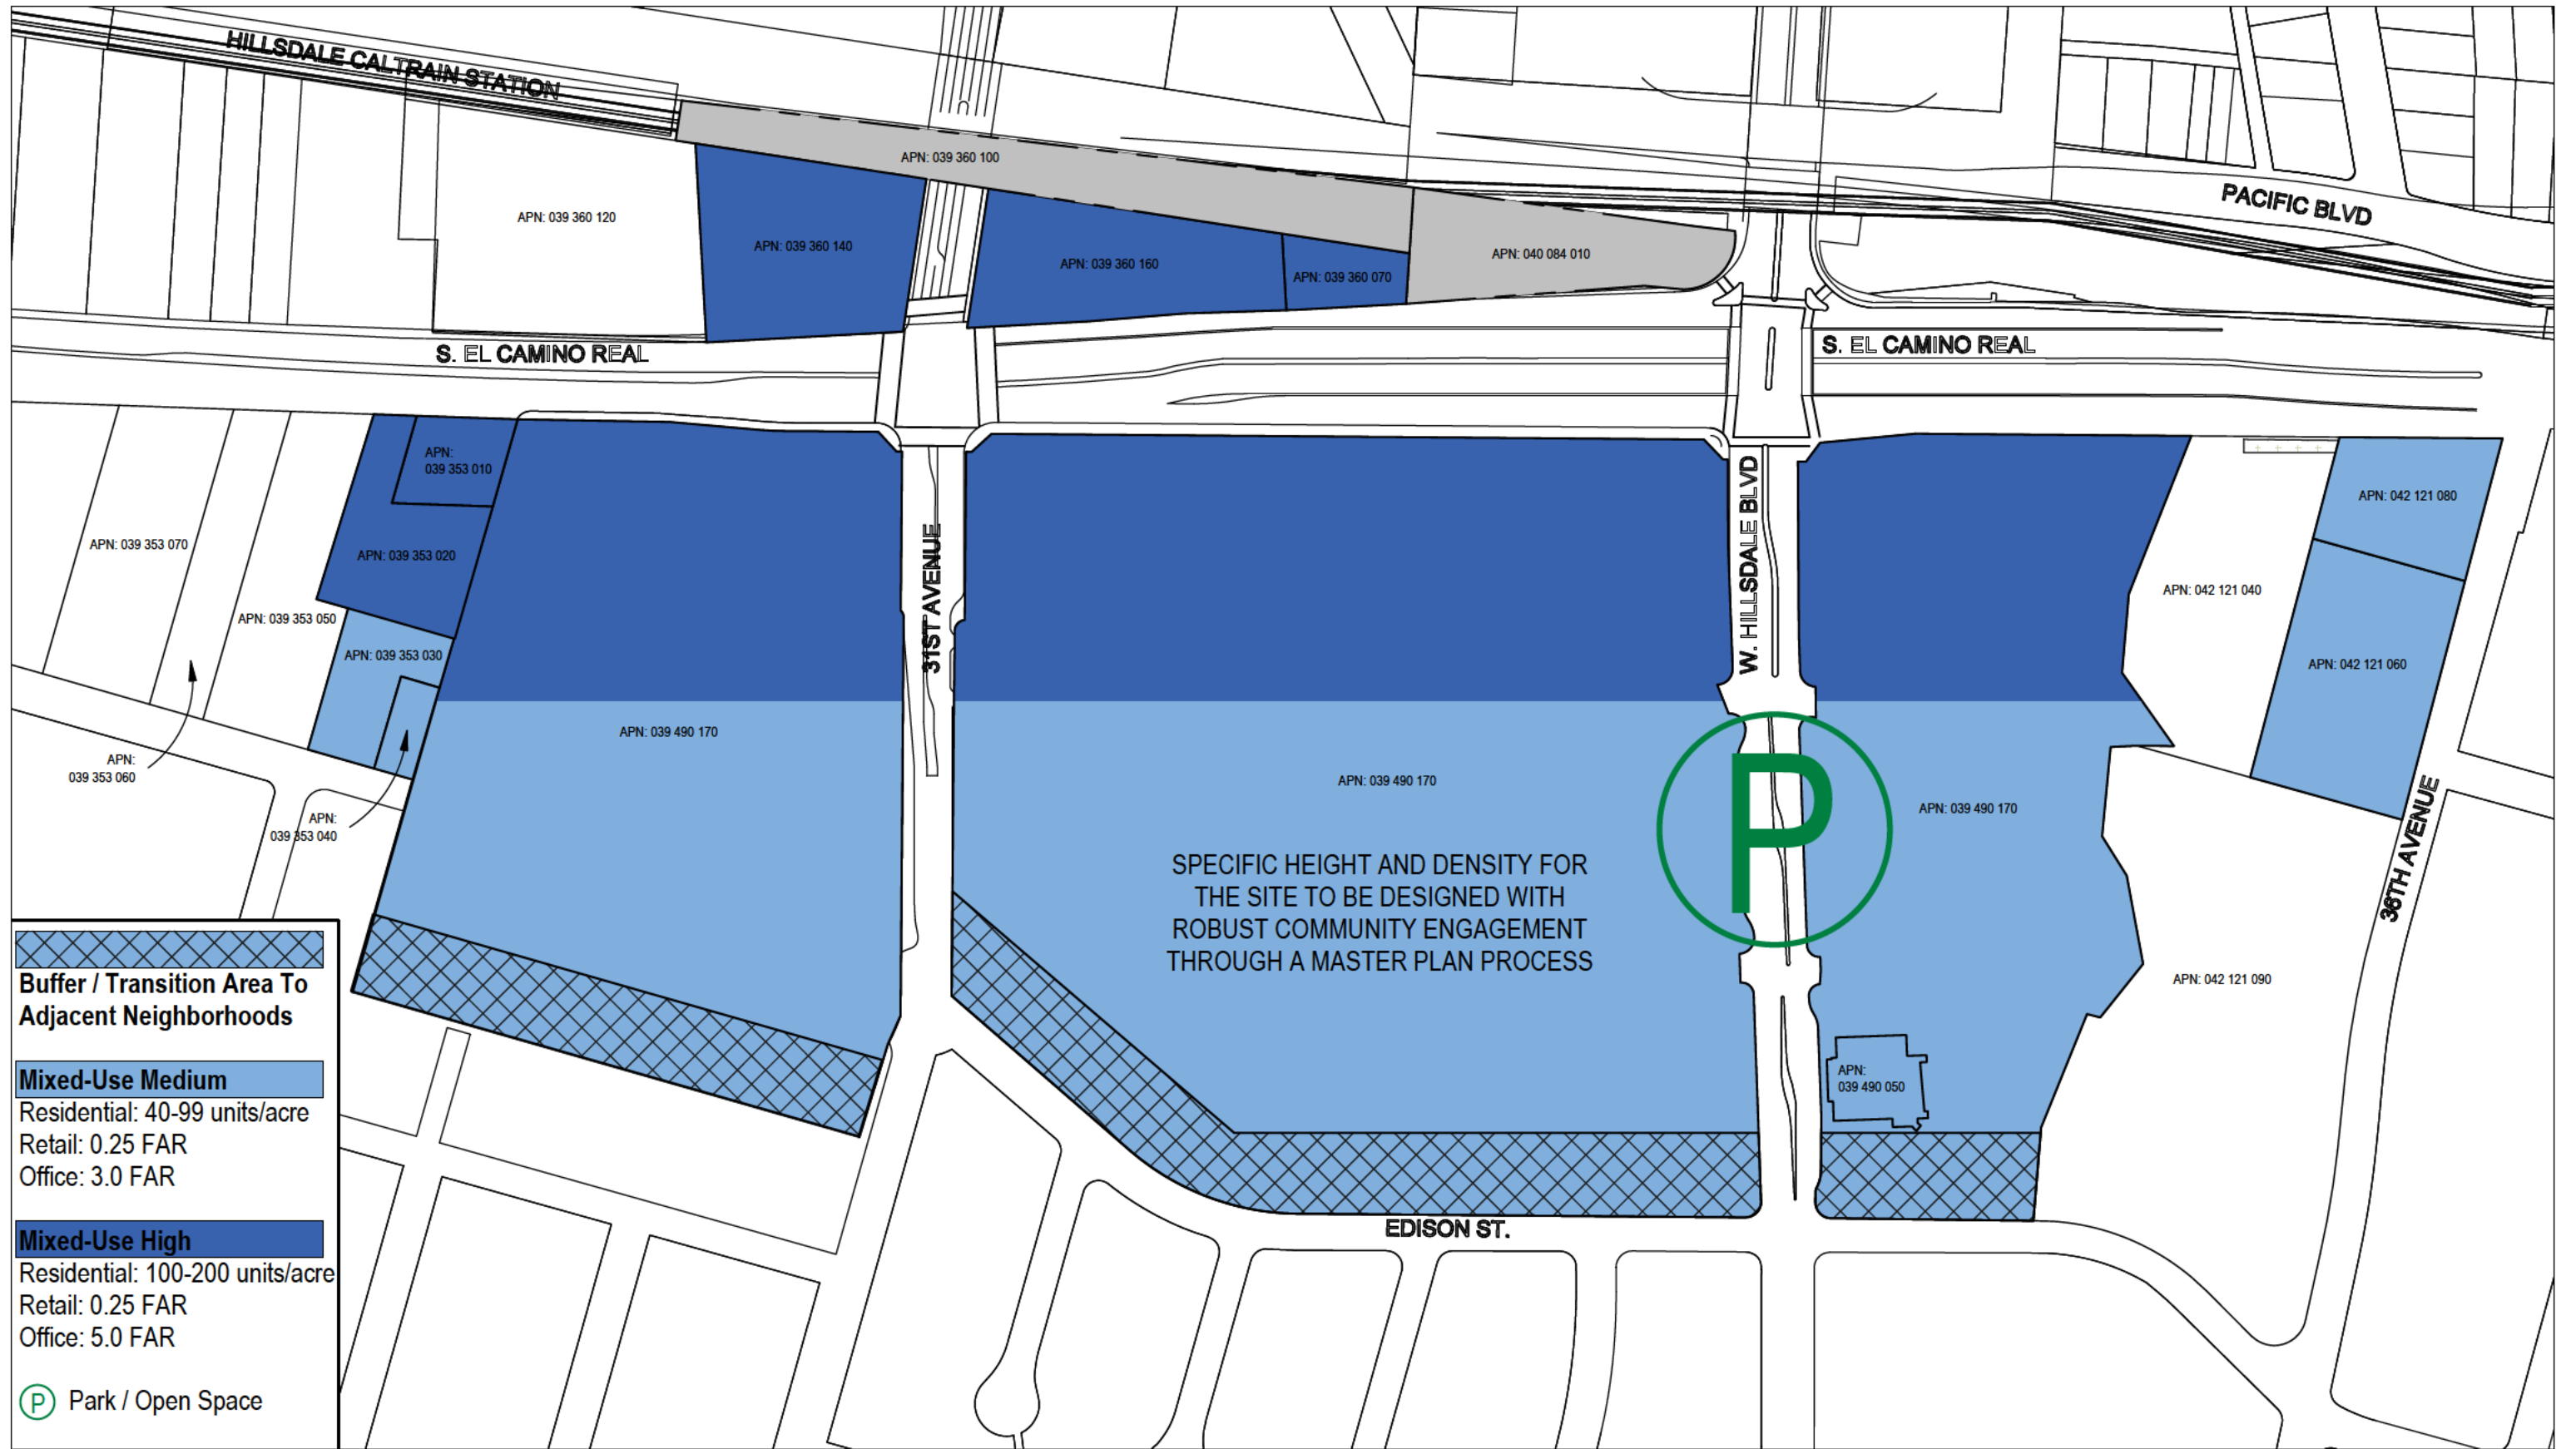 HILLSDALE CALTRAIN STATION
APN: 039 360 100
PACIFIC BLVD
APN: 039 360 120
APN: 039 360 140
APN: 039 360 160
APN: 039 360 070
APN: 040 084 010
S. EL CAMINO REAL
S. EL CAMINO REAL
APN:
039 353 010
APN: 039 353 020
APN: 039 353 070
APN: 039 353 050
APN: 039 353 030
APN:
039 353 060
APN:
039 353 040
31ST AVENUE
W. HILLSDALE BLVD
APN: 042 121 080
APN: 042 121 040
APN: 042 121 060
APN: 039 490 170
APN: 039 490 170
APN: 039 490 170
P
SPECIFIC HEIGHT AND DENSITY FOR
THE SITE TO BE DESIGNED WITH
ROBUST COMMUNITY ENGAGEMENT
THROUGH A MASTER PLAN PROCESS
36TH AVENUE
APN: 042 121 090
APN:
039 490 050
EDISON ST.
Buffer / Transition Area To
Adjacent Neighborhoods
Mixed-Use Medium
Residential: 40-99 units/acre
Retail: 0.25 FAR
Office: 3.0 FAR
Mixed-Use High
Residential: 100-200 units/acre
Retail: 0.25 FAR
Office: 5.0 FAR
P Park / Open Space